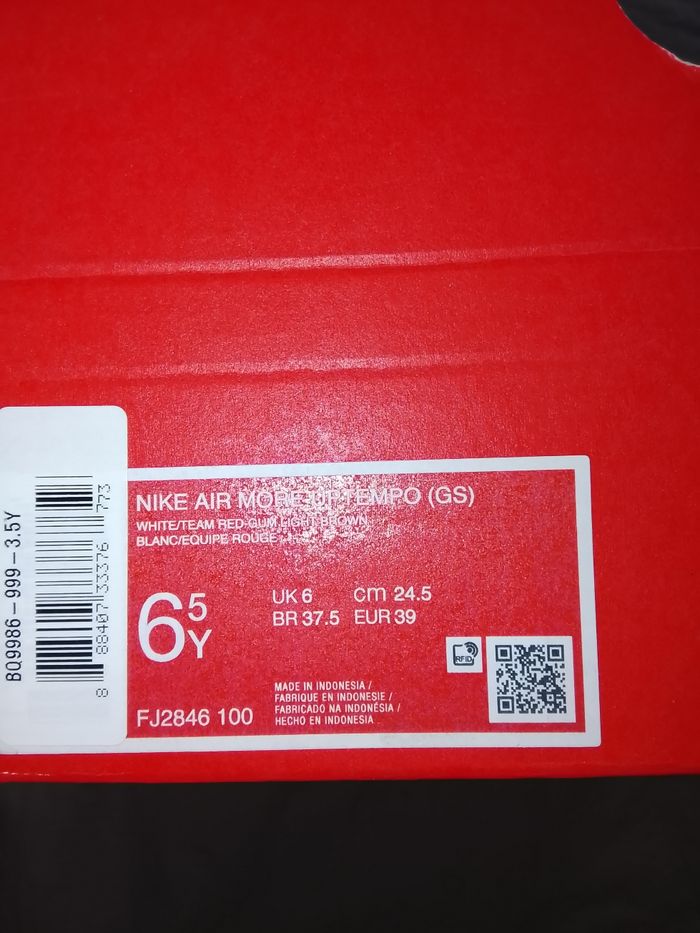 BQ9986-999-3.5Y
8 88407 33376 773
NIKE AIR MORE UPTEMPO (GS)
WHITE/TEAM RED-GUM LIGHT BROWN
BLANC/EQUIPE ROUGE
6 5 Y
UK 6 cm 24.5
BR 37.5 EUR 39
RFID
MADE IN INDONESIA /
FABRIQUE EN INDONESIE /
FABRICADO NA INDONÉSIA /
HECHO EN INDONESIA
FJ2846 100